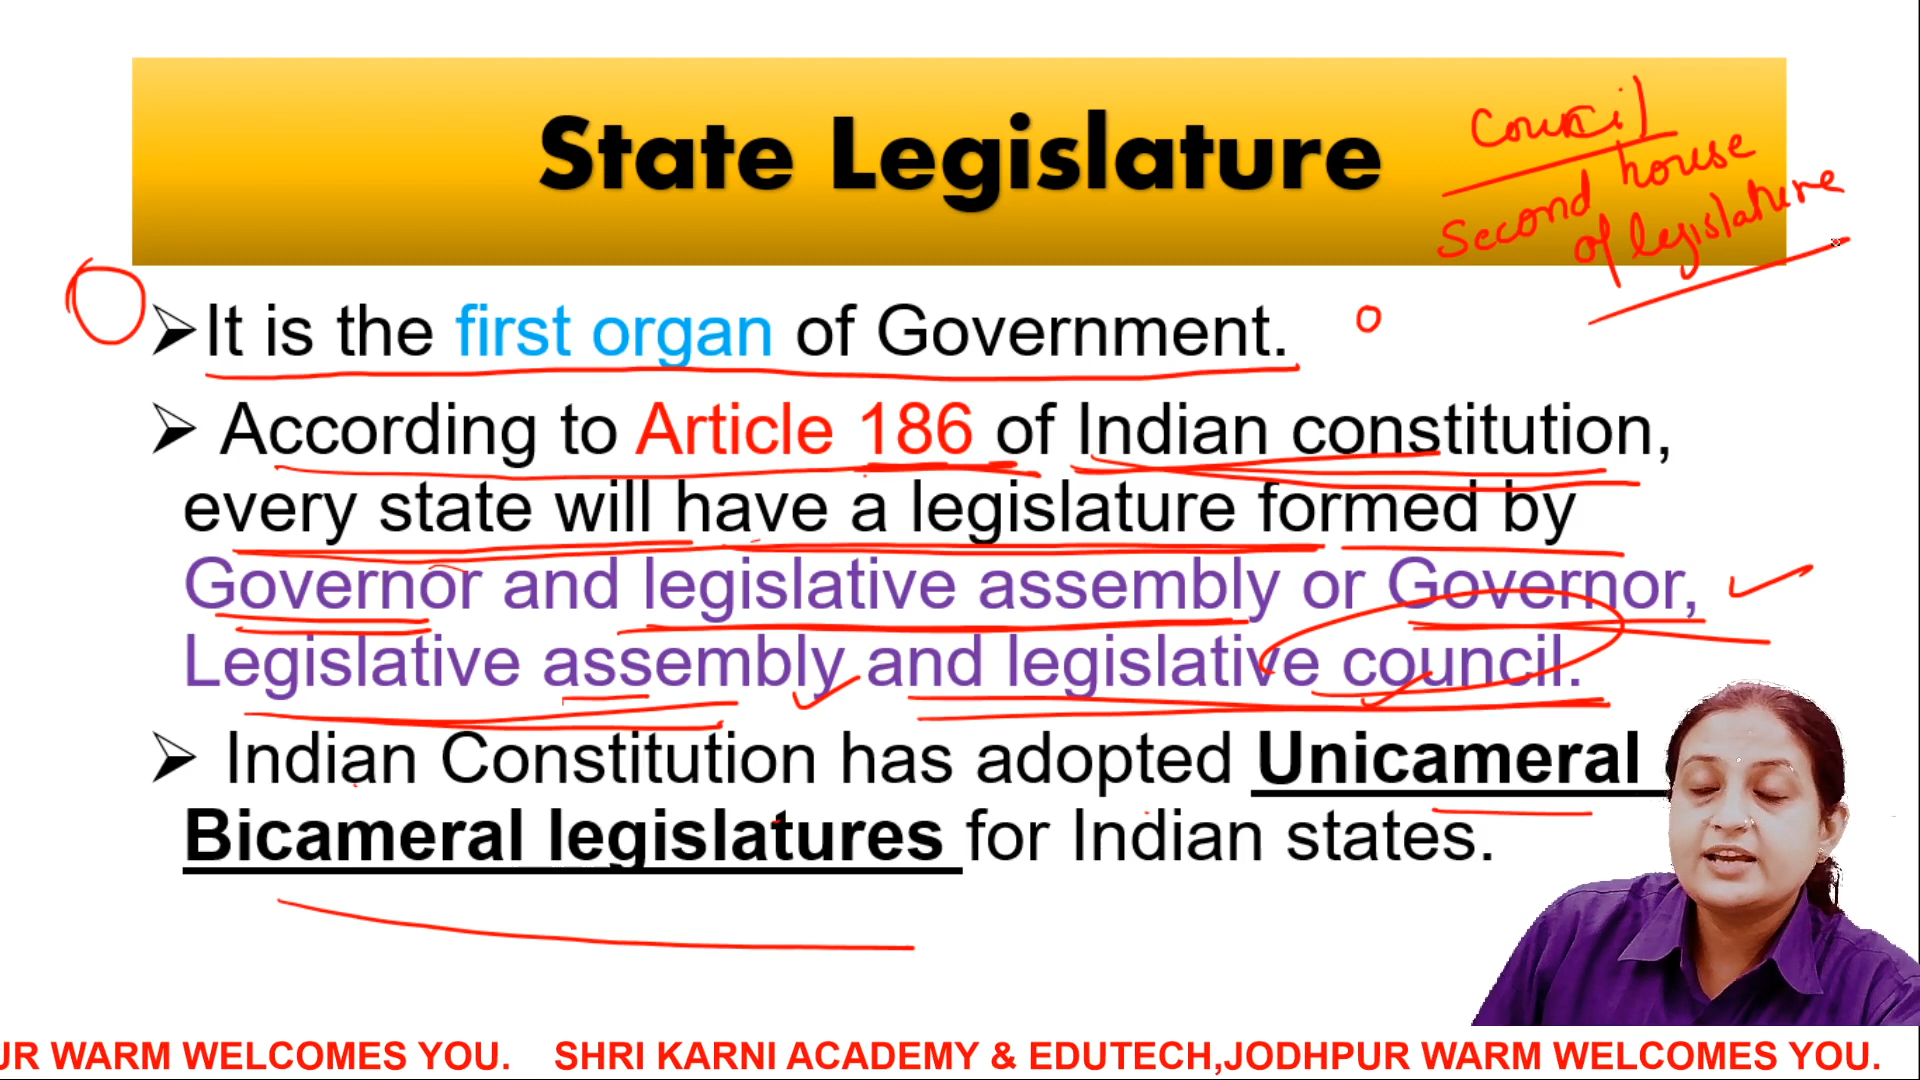 State Legislature
Council
Second house
of legislature
➢It is the first organ of Government.
➢ According to Article 186 of Indian constitution,
every state will have a legislature formed by
Governor and legislative assembly or Governor,
Legislative assembly and legislative council.
➢ Indian Constitution has adopted Unicameral
Bicameral legislatures for Indian states.
UR WARM WELCOMES YOU. SHRI KARNI ACADEMY & EDUTECH,JODHPUR WARM WELCOMES YOU.